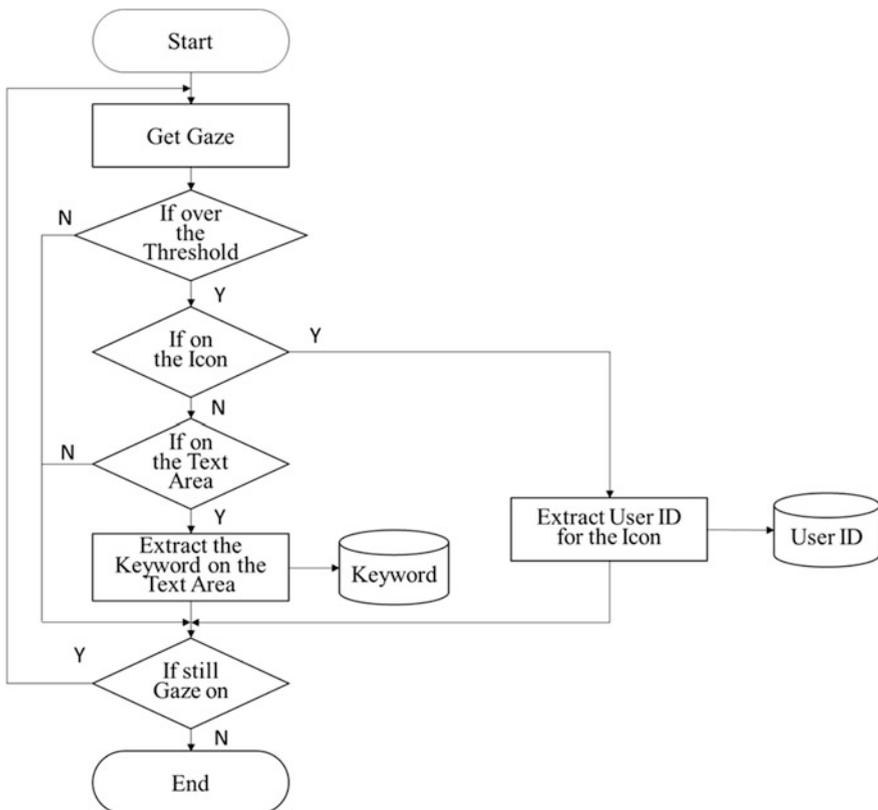 Start
Get Gaze
N
If over
the
Threshold
Y
If on
the Icon
Y
N
If on
the Text
Area
N
Y
Extract the
Keyword on the
Text Area
Keyword
Extract User ID
for the Icon
User ID
Y
If still
Gaze on
N
End